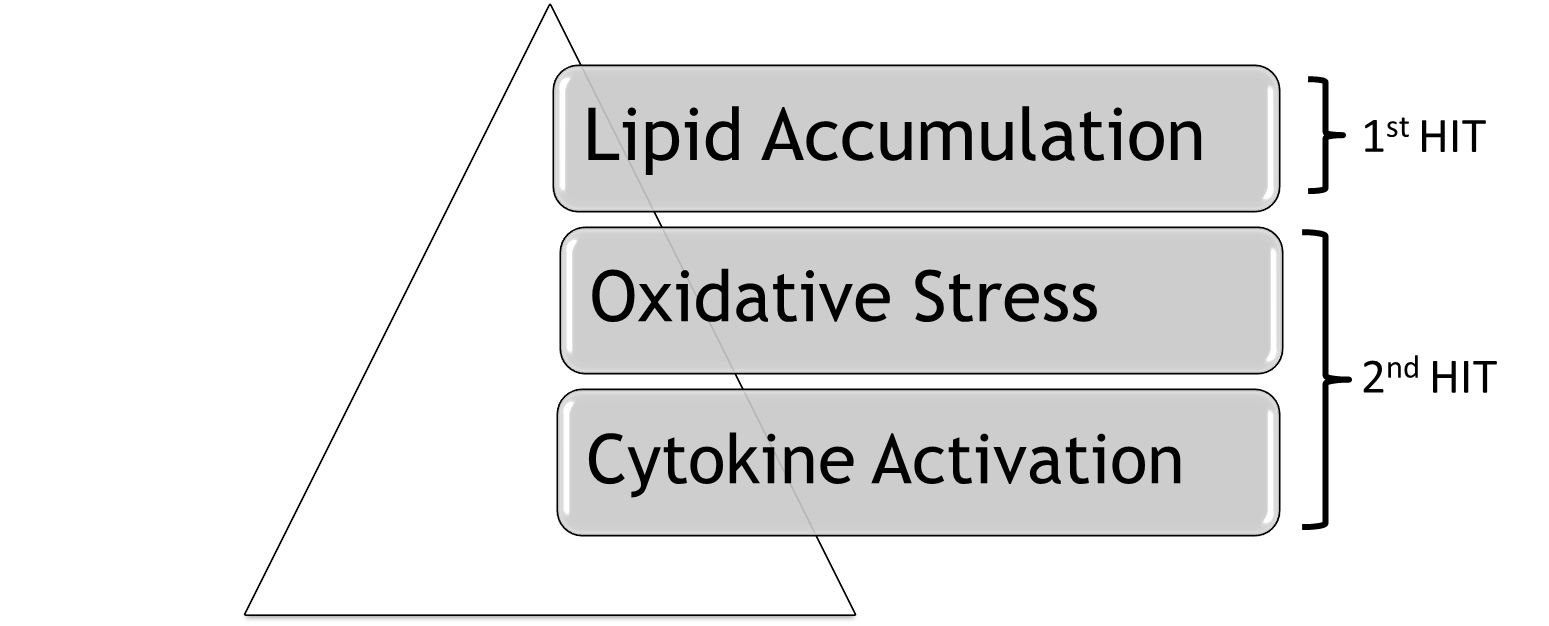 Lipid Accumulation
1st HIT
Oxidative Stress
2nd HIT
Cytokine Activation